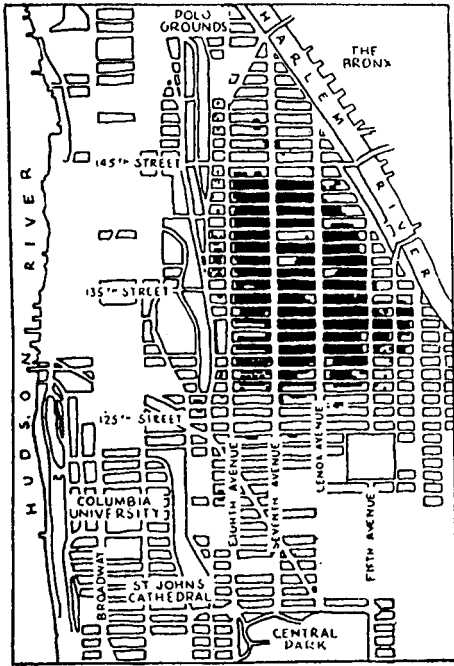 POLO
GROUNDS
HARLEM RIVER
THE
BRONX
145TH STREET
HUDSON RIVER
135TH STREET
125TH STREET
EIGHTH AVENUE
SEVENTH AVENUE
LENOX AVENUE
FIFTH AVENUE
COLUMBIA
UNIVERSITY
BROADWAY
ST JOHNS
CATHEDRAL
CENTRAL
PARK